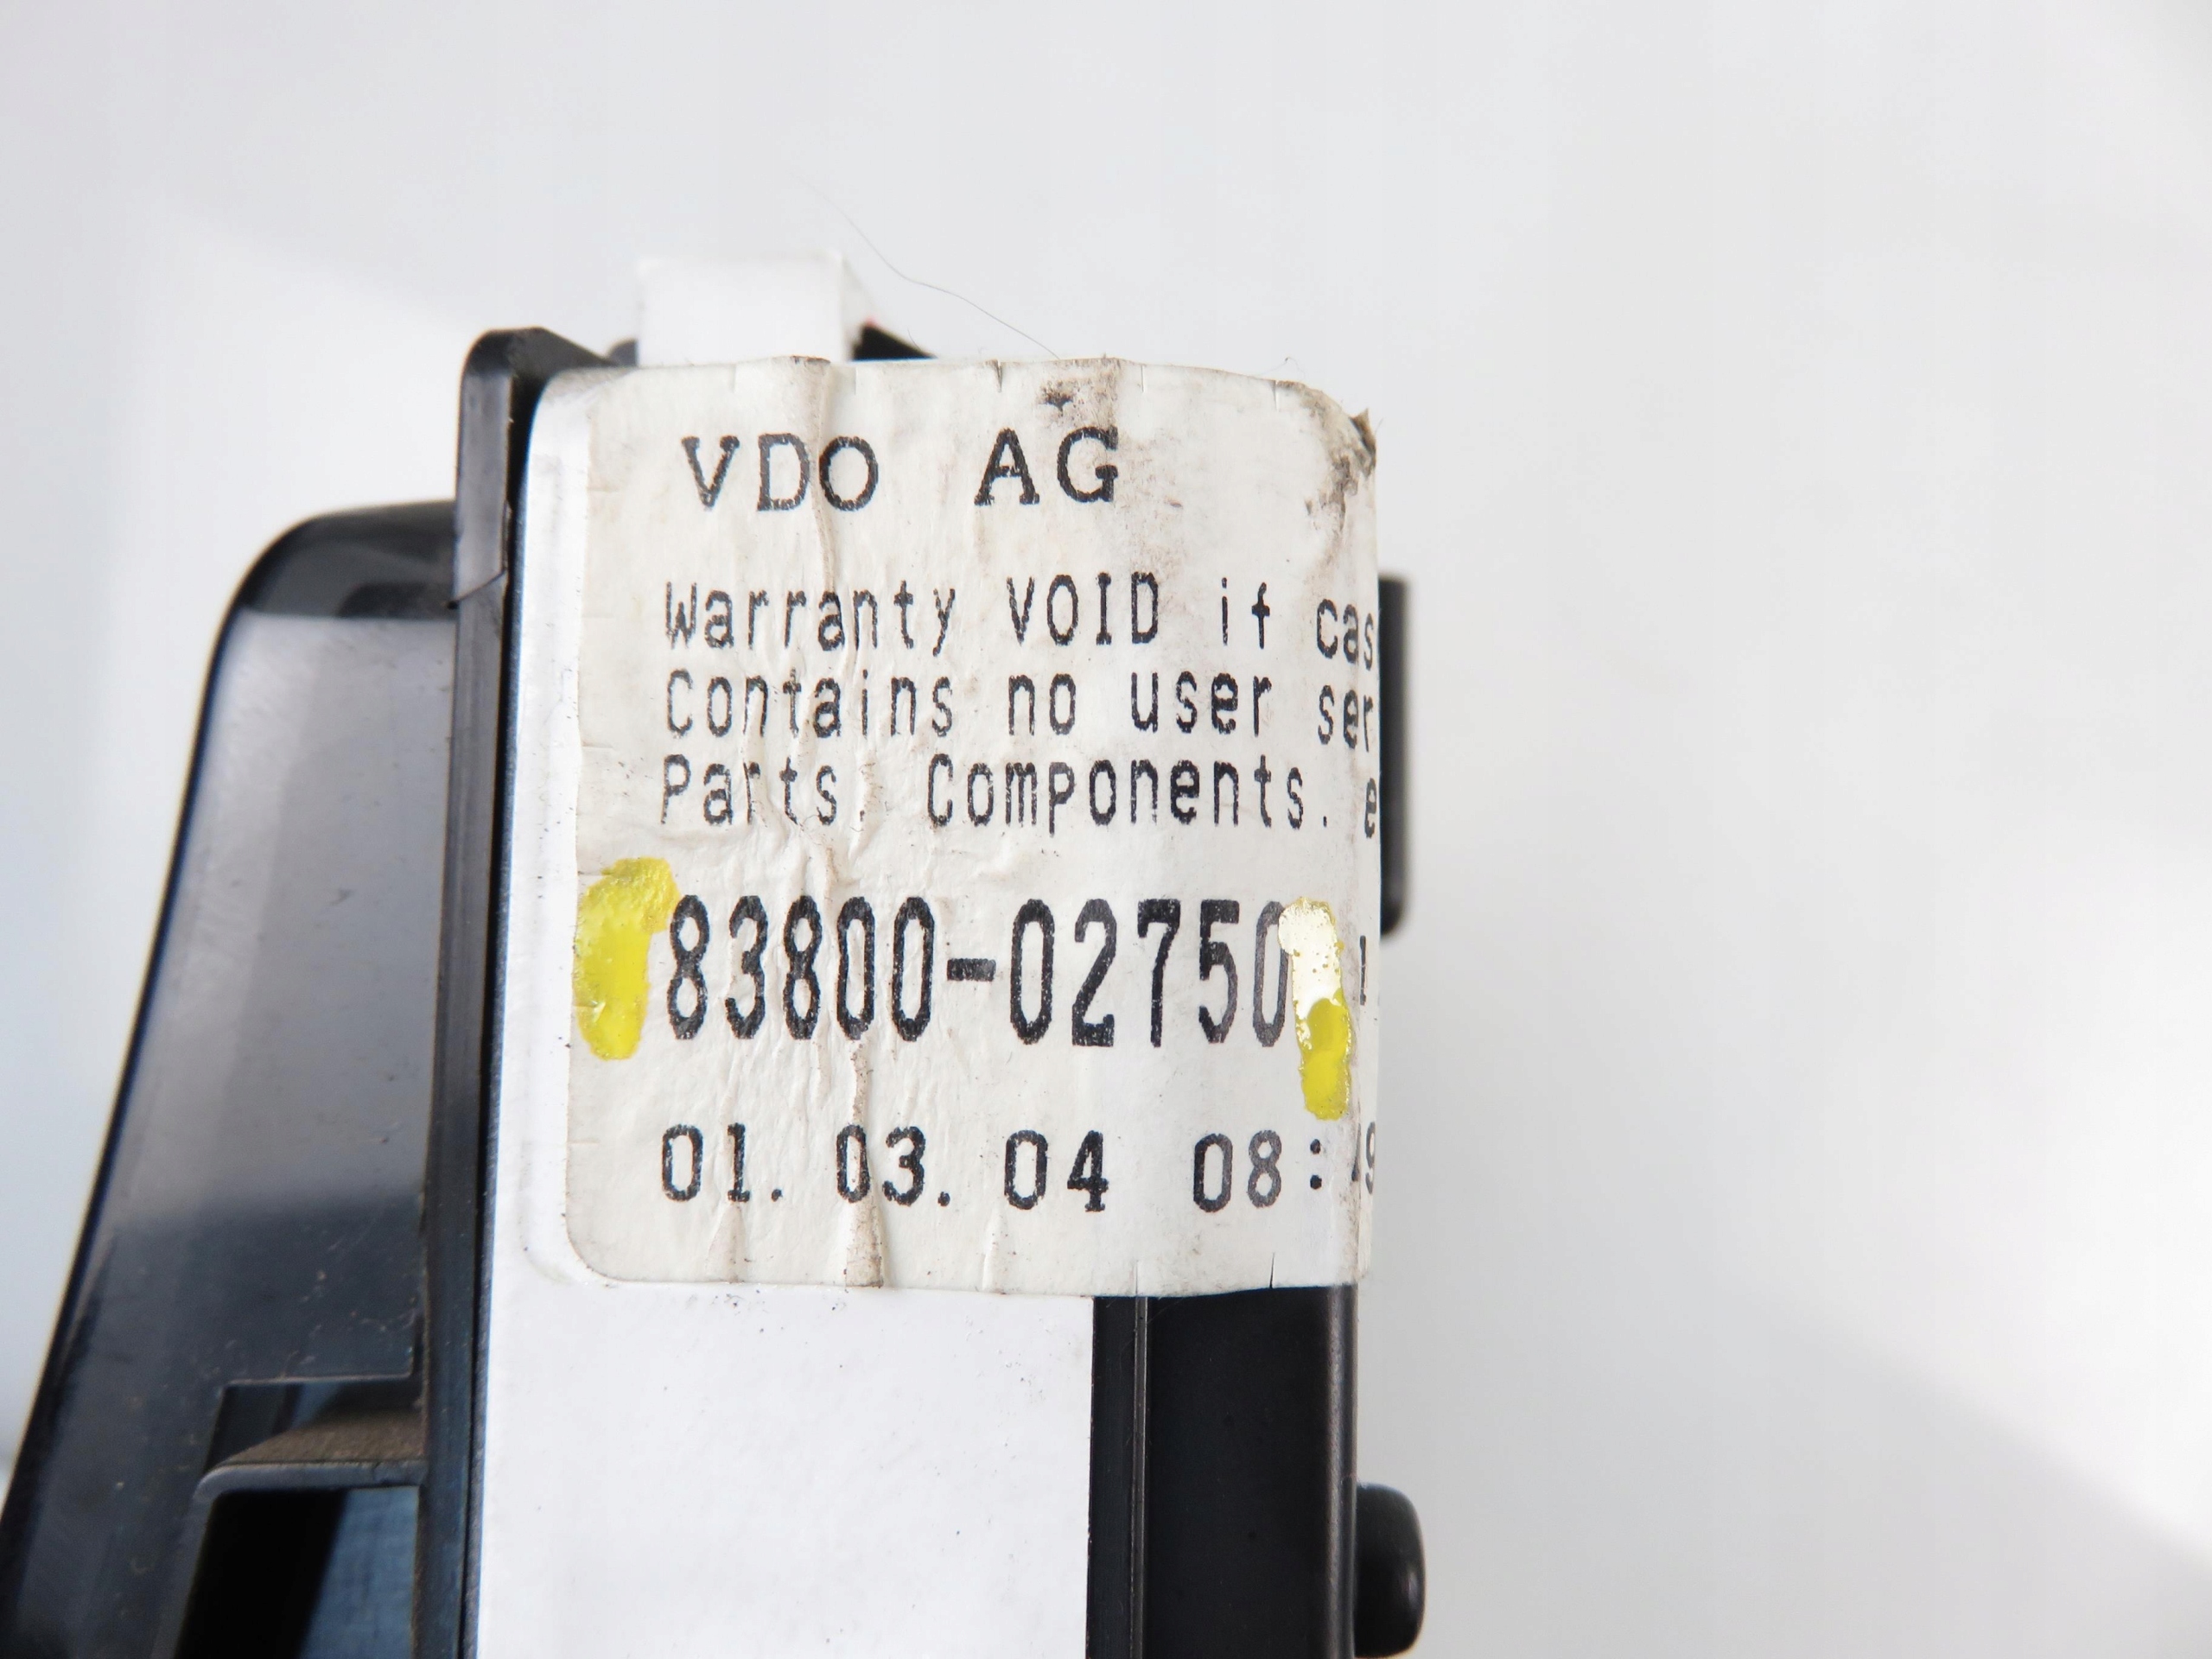 VDO AG
Warranty VOID if cas
Contains no user ser
Parts. Components. e
83800-02750
01. 03. 04 08: